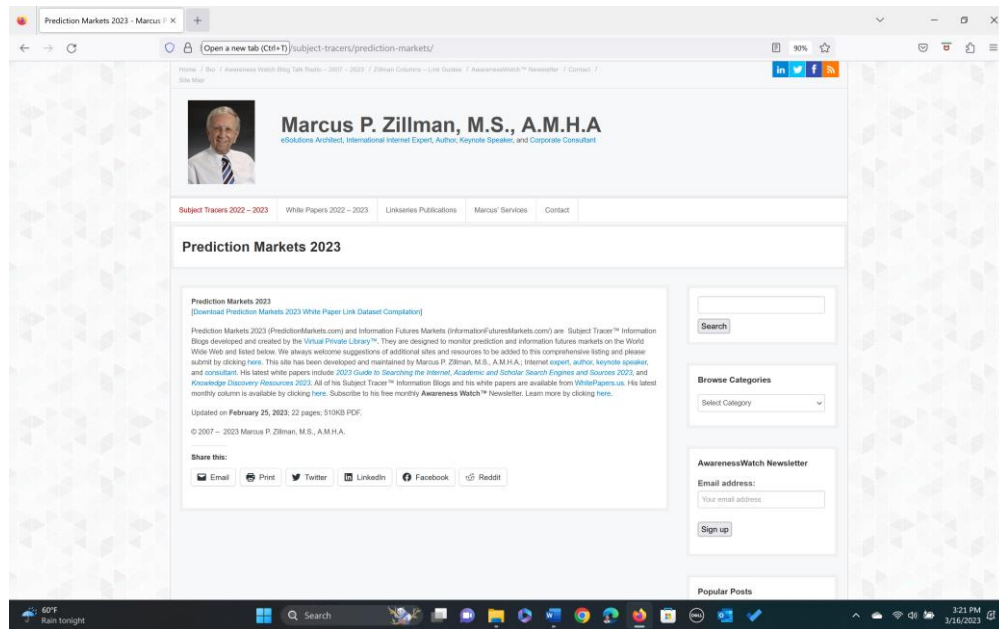 Prediction Markets 2023 - Marcus P
Open a new tab (Ctrl+T)
/subject-tracers/prediction-markets/
90%
Home / Bio / Awareness Watch Blog Talk Radio – 2007 – 2023 / Zillman Columns – Link Guides / AwarenessWatch™ Newsletter / Contact /
Site Map
Marcus P. Zillman, M.S., A.M.H.A
eSolutions Architect, International Internet Expert, Author, Keynote Speaker, and Corporate Consultant
Subject Tracers 2022 – 2023
White Papers 2022 – 2023
Linkseries Publications
Marcus' Services
Contact
Prediction Markets 2023
Prediction Markets 2023
[Download Prediction Markets 2023 White Paper Link Dataset Compilation]
Prediction Markets 2023 (PredictionMarkets.com) and Information Futures Markets (InformationFuturesMarkets.com/) are Subject Tracer™ Information
Blogs developed and created by the Virtual Private Library™. They are designed to monitor prediction and information futures markets on the World
Wide Web and listed below. We always welcome suggestions of additional sites and resources to be added to this comprehensive listing and please
submit by clicking here. This site has been developed and maintained by Marcus P. Zillman, M.S., A.M.H.A.; Internet expert, author, keynote speaker,
and consultant. His latest white papers include 2023 Guide to Searching the Internet, Academic and Scholar Search Engines and Sources 2023, and
Knowledge Discovery Resources 2023. All of his Subject Tracer™ Information Blogs and his white papers are available from WhitePapers.us. His latest
monthly column is available by clicking here. Subscribe to his free monthly Awareness Watch™ Newsletter. Learn more by clicking here.
Updated on February 25, 2023; 22 pages; 510KB PDF.
© 2007 – 2023 Marcus P. Zillman, M.S., A.M.H.A.
Share this:
Email
Print
Twitter
LinkedIn
Facebook
Reddit
Search
Browse Categories
Select Category
AwarenessWatch Newsletter
Email address:
Your email address
Sign up
Popular Posts
60°F
Rain tonight
Search
3:21 PM
3/16/2023